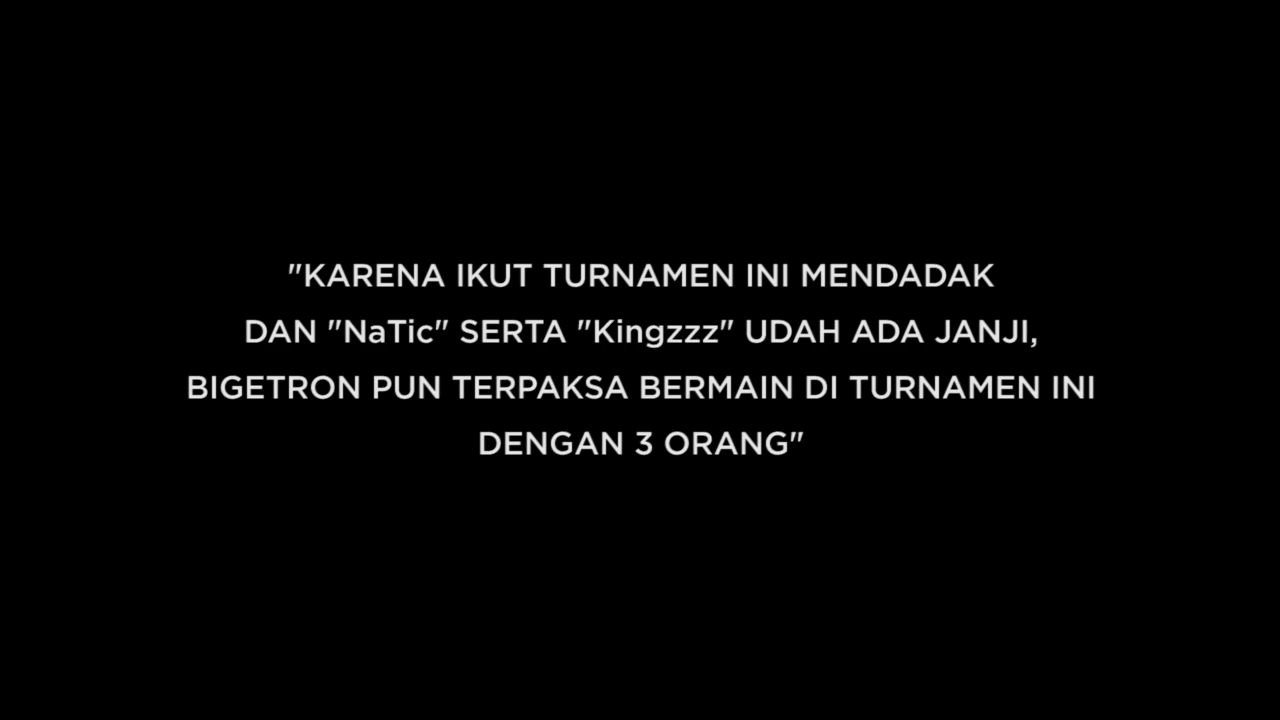 "KARENA IKUT TURNAMEN INI MENDADAK
DAN "NaTic" SERTA "Kingzzz" UDAH ADA JANJI,
BIGETRON PUN TERPAKSA BERMAIN DI TURNAMEN INI
DENGAN 3 ORANG"